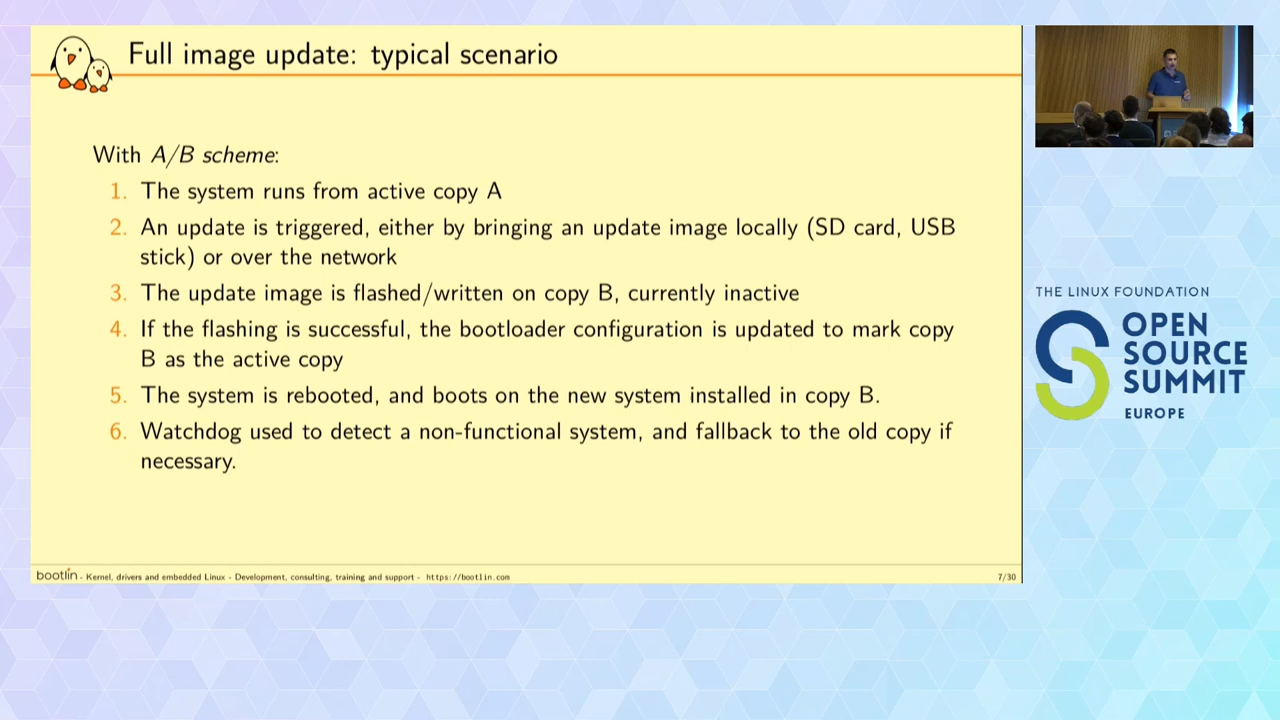 Full image update: typical scenario
With A/B scheme:
1. The system runs from active copy A
2. An update is triggered, either by bringing an update image locally (SD card, USB
stick) or over the network
3. The update image is flashed/written on copy B, currently inactive
4. If the flashing is successful, the bootloader configuration is updated to mark copy
B as the active copy
5. The system is rebooted, and boots on the new system installed in copy B.
6. Watchdog used to detect a non-functional system, and fallback to the old copy if
necessary.
bootlin - Kernel, drivers and embedded Linux - Development, consulting, training and support - https://bootlin.com
7/30
THE LINUX FOUNDATION
OPEN
SOURCE
SUMMIT
EUROPE